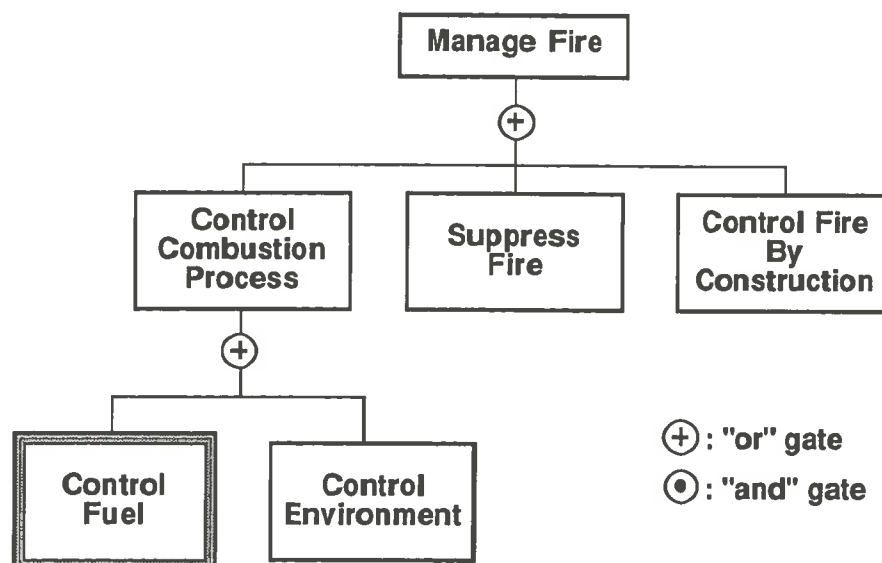 Manage Fire
Control
Combustion
Process
Suppress
Fire
Control Fire
By
Construction
Control
Fuel
Control
Environment
+ : "or" gate
• : "and" gate